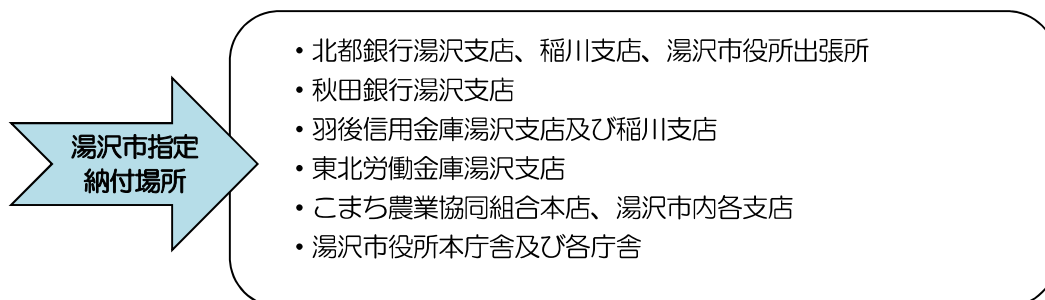 湯沢市指定
納付場所
・北都銀行湯沢支店、稲川支店、湯沢市役所出張所
・秋田銀行湯沢支店
・羽後信用金庫湯沢支店及び稲川支店
・東北労働金庫湯沢支店
・こまち農業協同組合本店、湯沢市内各支店
・湯沢市役所本庁舎及び各庁舎